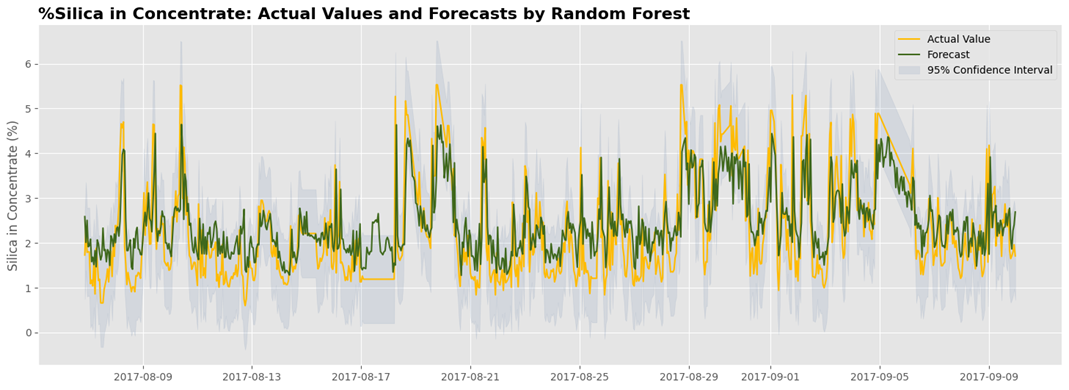 %Silica in Concentrate: Actual Values and Forecasts by Random Forest
Actual Value
Forecast
95% Confidence Interval
Silica in Concentrate (%)
6
5
4
3
2
1
0
2017-08-09 2017-08-13 2017-08-17 2017-08-21 2017-08-25 2017-08-29 2017-09-01 2017-09-05 2017-09-09